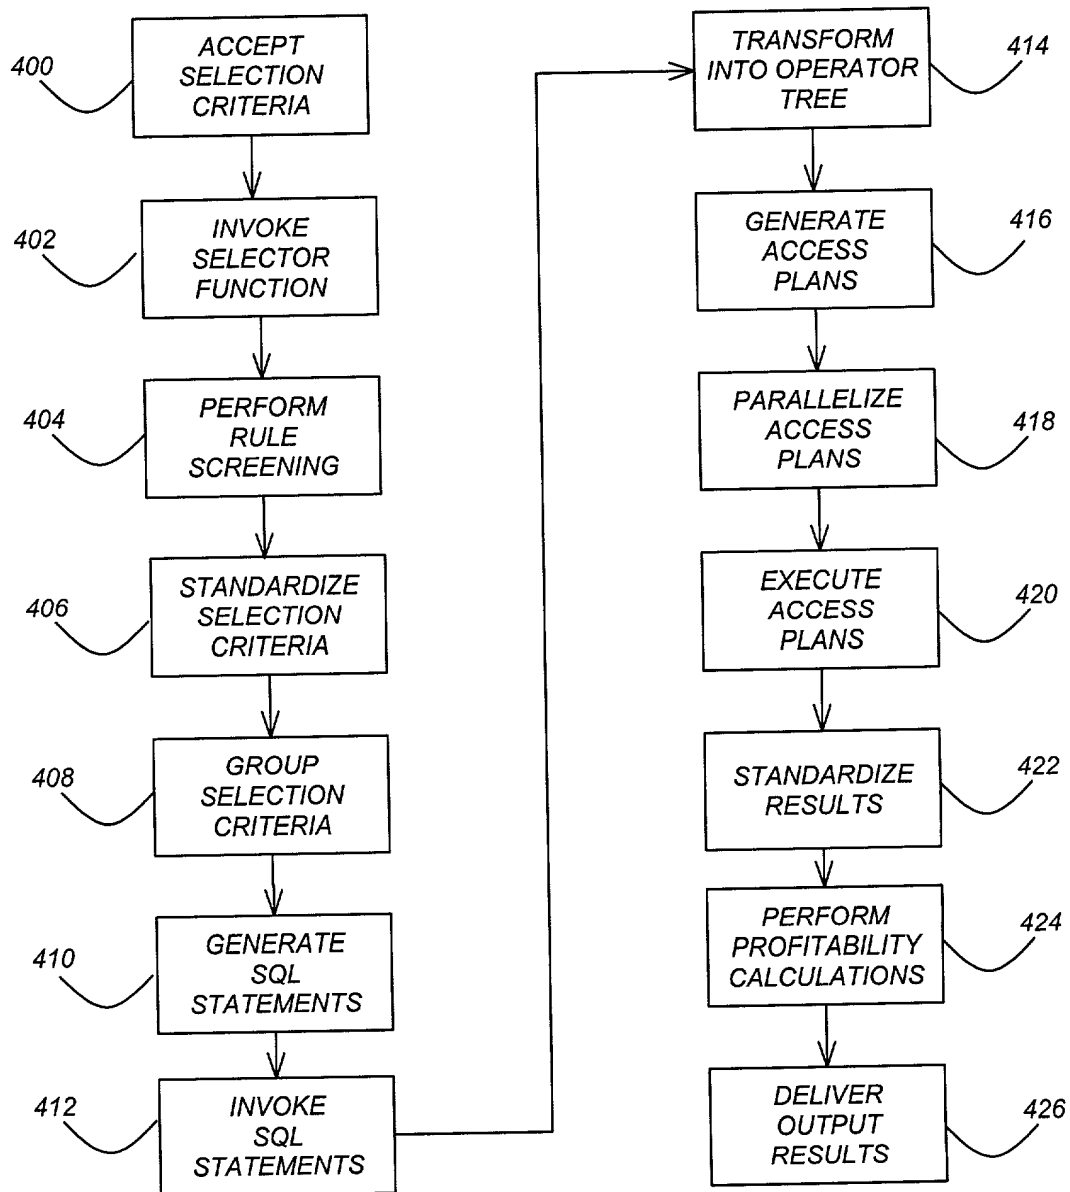 400
ACCEPT
SELECTION
CRITERIA
402
INVOKE
SELECTOR
FUNCTION
404
PERFORM
RULE
SCREENING
406
STANDARDIZE
SELECTION
CRITERIA
408
GROUP
SELECTION
CRITERIA
410
GENERATE
SQL
STATEMENTS
412
INVOKE
SQL
STATEMENTS
TRANSFORM
INTO OPERATOR
TREE
414
GENERATE
ACCESS
PLANS
416
PARALLELIZE
ACCESS
PLANS
418
EXECUTE
ACCESS
PLANS
420
STANDARDIZE
RESULTS
422
PERFORM
PROFITABILITY
CALCULATIONS
424
DELIVER
OUTPUT
RESULTS
426